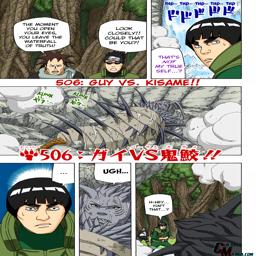 THE MOMENT
YOU OPEN
YOUR EYES,
YOU LEAVE
THE WATERFALL
OF TRUTH!
LOOK
CLOSELY!!
COULD THAT
BE YOU?!
THAT'S
NOT
MY TRUE
SELF...?
506: GUY VS. KISAME!!
506:ガイVS鬼鮫!!
...
UGH...
H-HEY...
ISN'T
THAT...?